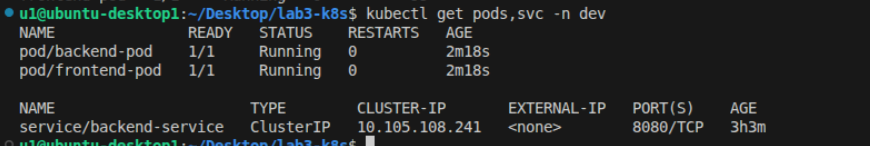 u1@ubuntu-desktop1:~/Desktop/lab3-k8s$ kubectl get pods,svc -n dev
NAME READY STATUS RESTARTS AGE
pod/backend-pod 1/1 Running 0 2m18s
pod/frontend-pod 1/1 Running 0 2m18s
NAME TYPE CLUSTER-IP EXTERNAL-IP PORT(S) AGE
service/backend-service ClusterIP 10.105.108.241 <none> 8080/TCP 3h3m
u1@ubuntu-desktop1:~/Desktop/lab3-k8s$